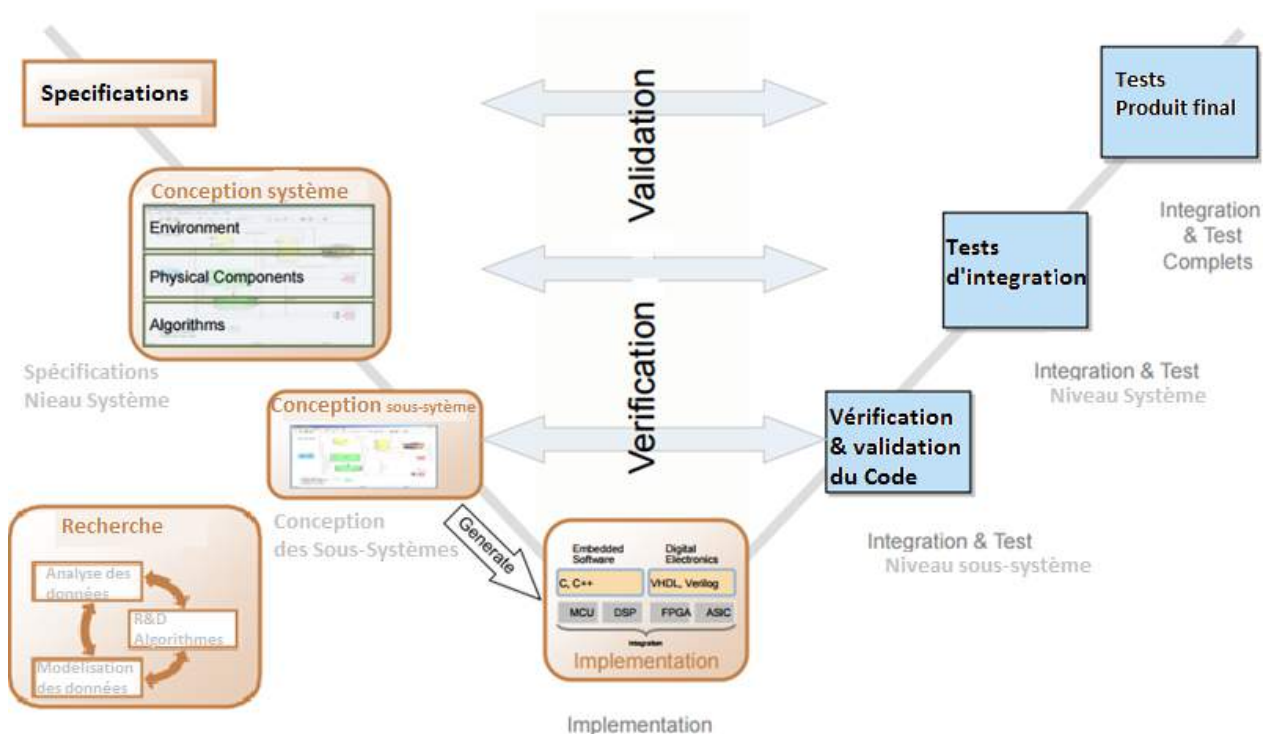 Specifications
Validation
Tests
Produit final
Integration
& Test
Complets
Conception système
Environment
Physical Components
Algorithms
Spécifications
Nieau Système
Tests
d'integration
Integration & Test
Niveau Système
Verification
Conception sous-sytème
Conception
des Sous-Systèmes
Vérification
& validation
du Code
Integration & Test
Niveau sous-système
Recherche
Analyse des
données
R&D
Algorithmes
Modélisation
des données
Generate
Embedded
Software
Digital
Electronics
C, C++
VHDL, Verilog
MCU
DSP
FPGA
ASIC
Integration
Implementation
Implementation